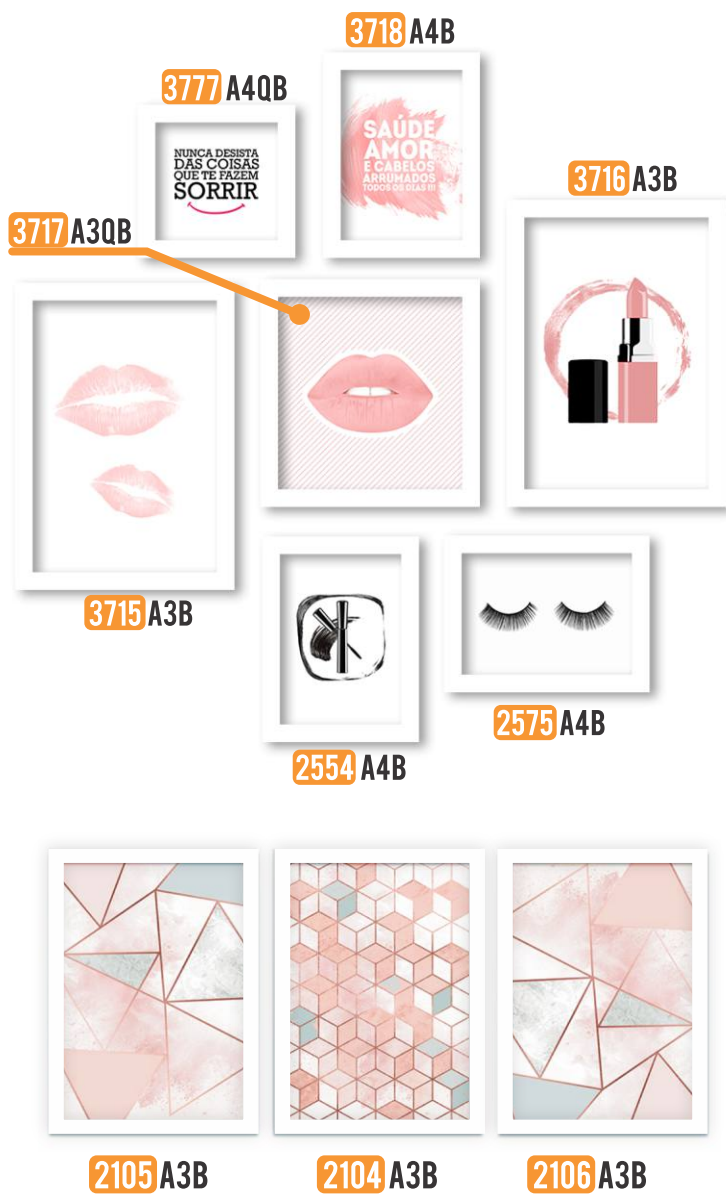 3718 A4B
3777 A4QB
SAÚDE
AMOR
E CABELOS
ARRUMADOS
TODOS OS DIAS !!!
NUNCA DESISTA
DAS COISAS
QUE TE FAZEM
SORRIR
3716 A3B
3717 A3QB
3715 A3B
2575 A4B
2554 A4B
2105 A3B
2104 A3B
2106 A3B